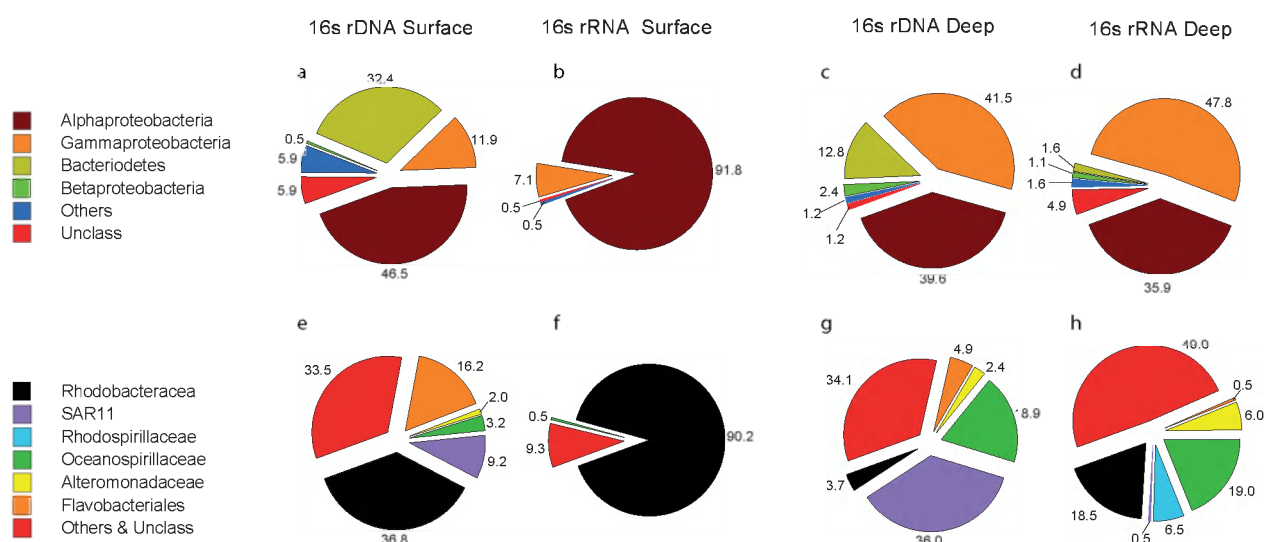 16s rDNA Surface
16s rRNA Surface
16s rDNA Deep
16s rRNA Deep
a
b
c
d
Alphaproteobacteria
Gammaproteobacteria
Bacteriodetes
Betaproteobacteria
Others
Unclass
32.4
11.9
0.5
5.9
5.9
46.5
91.8
7.1
0.5
0.5
41.5
12.8
2.4
1.2
1.2
39.6
47.8
1.6
1.1
1.6
4.9
35.9
e
f
g
h
Rhodobacteracea
SAR11
Rhodospirillaceae
Oceanospirillaceae
Alteromonadaceae
Flavobacteriales
Others & Unclass
33.5
16.2
2.0
3.2
9.2
36.8
0.5
9.3
90.2
34.1
4.9
2.4
8.9
3.7
36.0
49.0
0.5
6.0
19.0
18.5
0.5
6.5